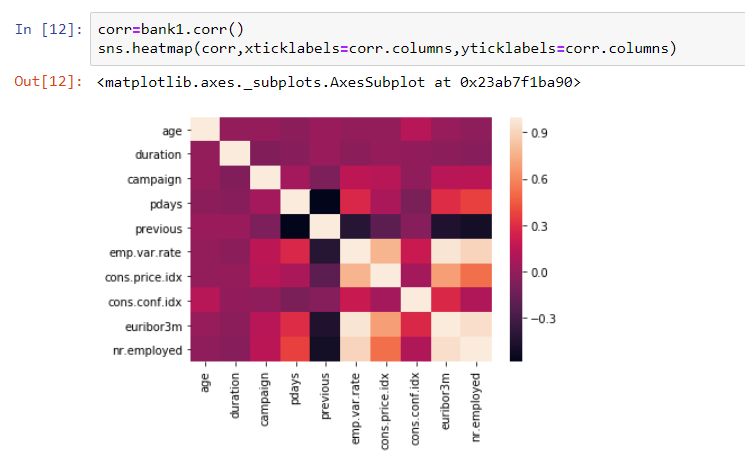 In [12]: corr=bank1.corr()
sns.heatmap(corr,xticklabels=corr.columns,yticklabels=corr.columns)
Out[12]: <matplotlib.axes._subplots.AxesSubplot at 0x23ab7f1ba90>
age
duration
campaign
pdays
previous
emp.var.rate
cons.price.idx
cons.conf.idx
euribor3m
nr.employed
age
duration
campaign
pdays
previous
emp.var.rate
cons.price.idx
cons.conf.idx
euribor3m
nr.employed
0.9
0.6
0.3
0.0
−0.3